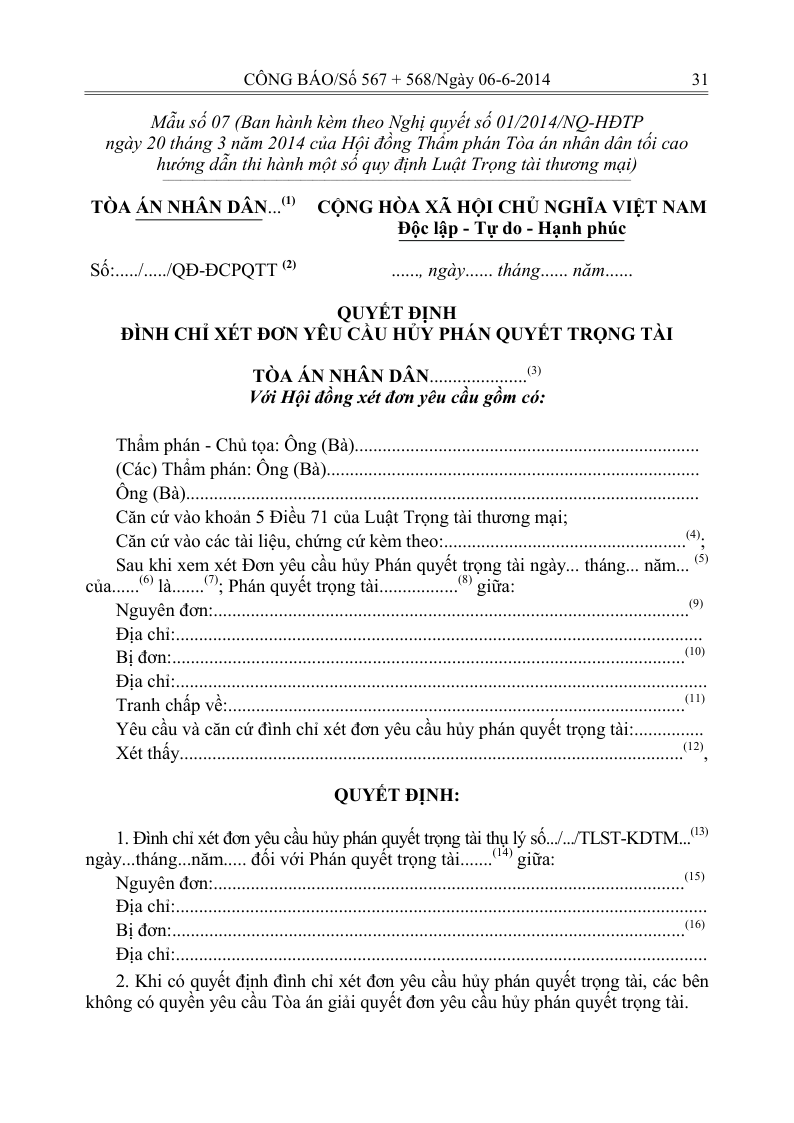 CÔNG BÁO/Số 567 + 568/Ngày 06-6-2014 31
Mẫu số 07 (Ban hành kèm theo Nghị quyết số 01/2014/NQ-HĐTP
ngày 20 tháng 3 năm 2014 của Hội đồng Thẩm phán Tòa án nhân dân tối cao
hướng dẫn thi hành một số quy định Luật Trọng tài thương mại)
TÒA ÁN NHÂN DÂN...(1) CỘNG HÒA XÃ HỘI CHỦ NGHĨA VIỆT NAM
Độc lập - Tự do - Hạnh phúc
Số:...../...../QĐ-ĐCPQTT (2) ......, ngày...... tháng...... năm......
QUYẾT ĐỊNH
ĐÌNH CHỈ XÉT ĐƠN YÊU CẦU HỦY PHÁN QUYẾT TRỌNG TÀI
TÒA ÁN NHÂN DÂN.....................(3)
Với Hội đồng xét đơn yêu cầu gồm có:
Thẩm phán - Chủ tọa: Ông (Bà)..........................................................................
(Các) Thẩm phán: Ông (Bà)................................................................................
Ông (Bà)..............................................................................................................
Căn cứ vào khoản 5 Điều 71 của Luật Trọng tài thương mại;
Căn cứ vào các tài liệu, chứng cứ kèm theo:....................................................(4);
Sau khi xem xét Đơn yêu cầu hủy Phán quyết trọng tài ngày... tháng... năm... (5)
của......(6) là.......(7); Phán quyết trọng tài.................(8) giữa:
Nguyên đơn:......................................................................................................(9)
Địa chỉ:.................................................................................................................
Bị đơn:..............................................................................................................(10)
Địa chỉ:..................................................................................................................
Tranh chấp về:..................................................................................................(11)
Yêu cầu và căn cứ đình chỉ xét đơn yêu cầu hủy phán quyết trọng tài:...............
Xét thấy............................................................................................................(12),
QUYẾT ĐỊNH:
1. Đình chỉ xét đơn yêu cầu hủy phán quyết trọng tài thụ lý số.../.../TLST-KDTM...(13)
ngày...tháng...năm..... đối với Phán quyết trọng tài.......(14) giữa:
Nguyên đơn:.....................................................................................................(15)
Địa chỉ:..................................................................................................................
Bị đơn:..............................................................................................................(16)
Địa chỉ:..................................................................................................................
2. Khi có quyết định đình chỉ xét đơn yêu cầu hủy phán quyết trọng tài, các bên
không có quyền yêu cầu Tòa án giải quyết đơn yêu cầu hủy phán quyết trọng tài.